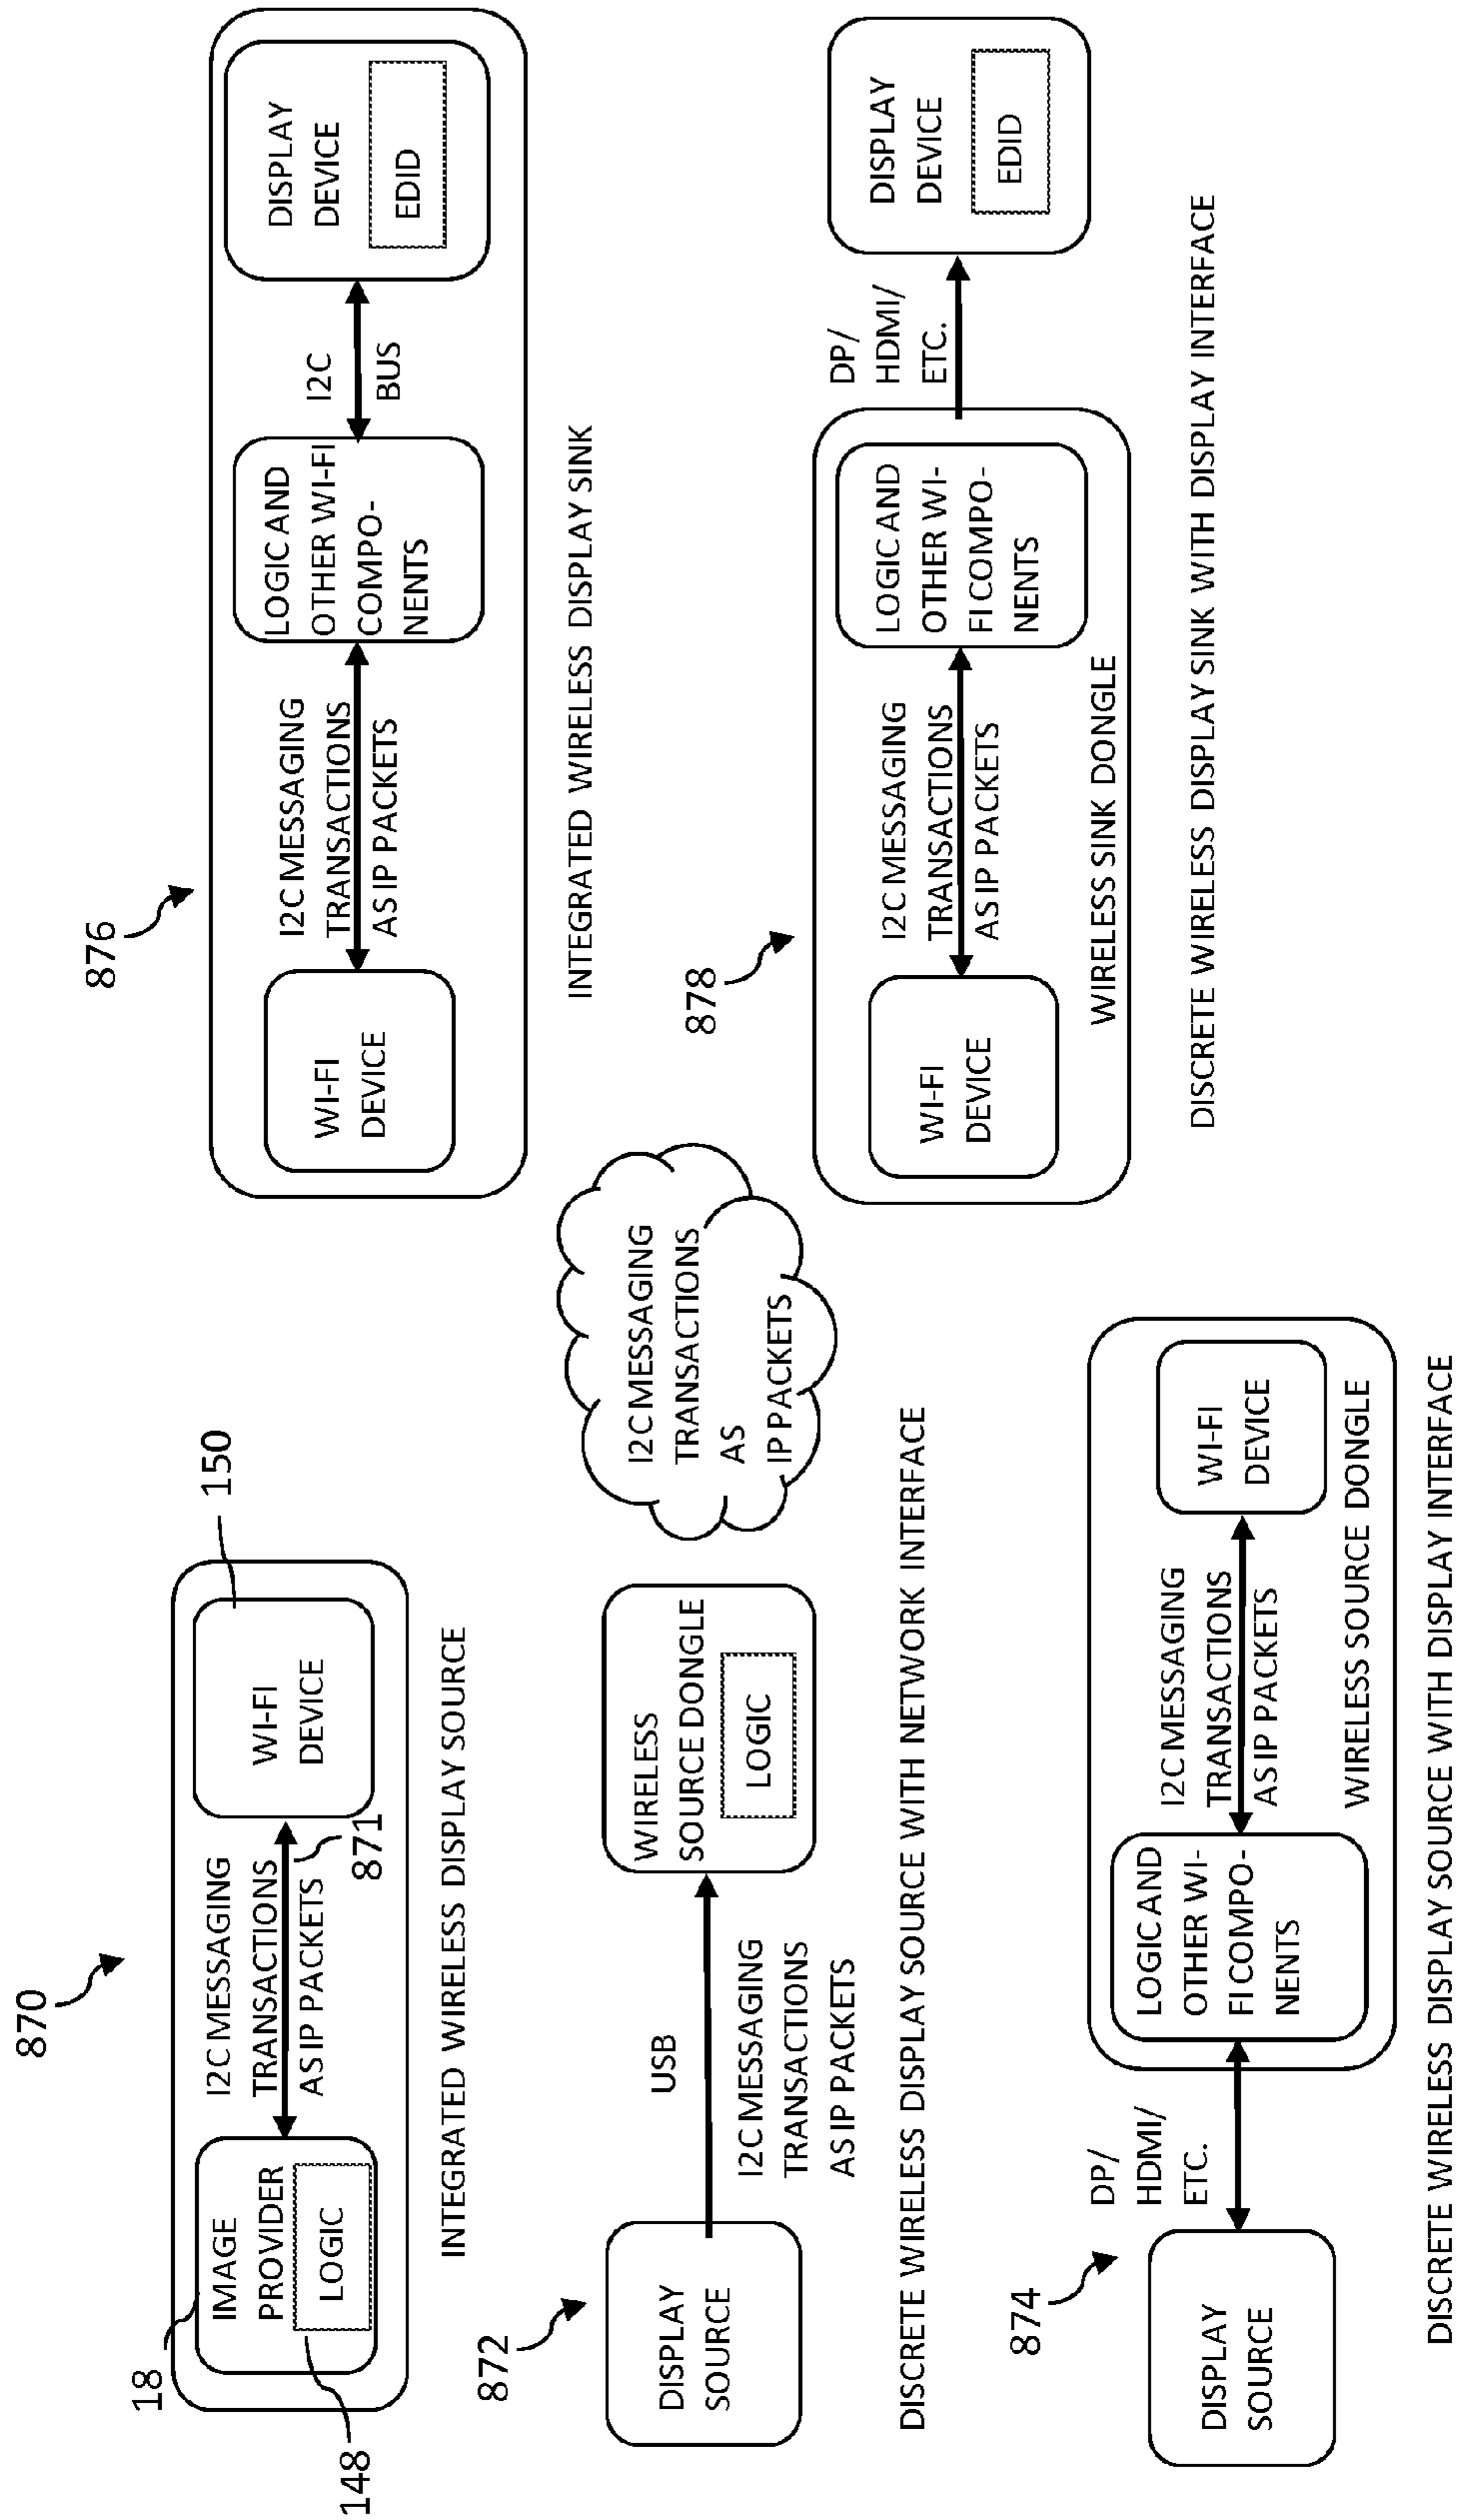 870
18
IMAGE
PROVIDER
LOGIC
148
I2C MESSAGING
TRANSACTIONS
AS IP PACKETS
871
WI-FI
DEVICE
150
INTEGRATED WIRELESS DISPLAY SOURCE
872
DISPLAY
SOURCE
USB
I2C MESSAGING
TRANSACTIONS
AS IP PACKETS
WIRELESS
SOURCE DONGLE
LOGIC
DISCRETE WIRELESS DISPLAY SOURCE WITH NETWORK INTERFACE
874
DISPLAY
SOURCE
DP/
HDMI/
ETC.
LOGIC AND
OTHER WI-
FI COMPO-
NENTS
I2C MESSAGING
TRANSACTIONS
AS IP PACKETS
WI-FI
DEVICE
WIRELESS SOURCE DONGLE
DISCRETE WIRELESS DISPLAY SOURCE WITH DISPLAY INTERFACE
I2C MESSAGING
TRANSACTIONS
AS
IP PACKETS
876
WI-FI
DEVICE
I2C MESSAGING
TRANSACTIONS
AS IP PACKETS
LOGIC AND
OTHER WI-FI
COMPO-
NENTS
I2C
BUS
DISPLAY
DEVICE
EDID
INTEGRATED WIRELESS DISPLAY SINK
878
WI-FI
DEVICE
I2C MESSAGING
TRANSACTIONS
AS IP PACKETS
LOGIC AND
OTHER WI-
FI COMPO-
NENTS
WIRELESS SINK DONGLE
DP/
HDMI/
ETC.
DISPLAY
DEVICE
EDID
DISCRETE WIRELESS DISPLAY SINK WITH DISPLAY INTERFACE